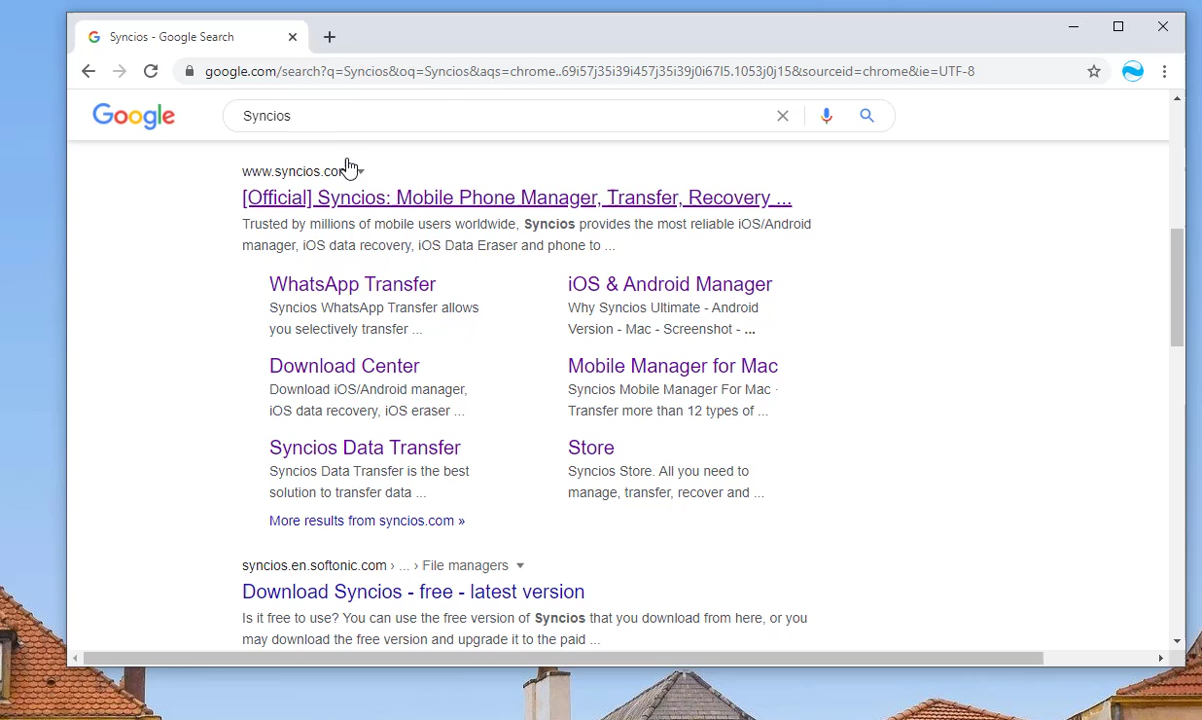 Syncios - Google Search
google.com/search?q=Syncios&oq=Syncios&aqs=chrome..69i57j35i39i457j35i39j0i67l5.1053j0j15&sourceid=chrome&ie=UTF-8
Google
Syncios
www.syncios.com
[Official] Syncios: Mobile Phone Manager, Transfer, Recovery ...
Trusted by millions of mobile users worldwide, Syncios provides the most reliable iOS/Android
manager, iOS data recovery, iOS Data Eraser and phone to ...
WhatsApp Transfer
Syncios WhatsApp Transfer allows
you selectively transfer ...
iOS & Android Manager
Why Syncios Ultimate - Android
Version - Mac - Screenshot - ...
Download Center
Download iOS/Android manager,
iOS data recovery, iOS eraser ...
Mobile Manager for Mac
Syncios Mobile Manager For Mac ·
Transfer more than 12 types of ...
Syncios Data Transfer
Syncios Data Transfer is the best
solution to transfer data ...
Store
Syncios Store. All you need to
manage, transfer, recover and ...
More results from syncios.com »
syncios.en.softonic.com › ... › File managers
Download Syncios - free - latest version
Is it free to use? You can use the free version of Syncios that you download from here, or you
may download the free version and upgrade it to the paid ...